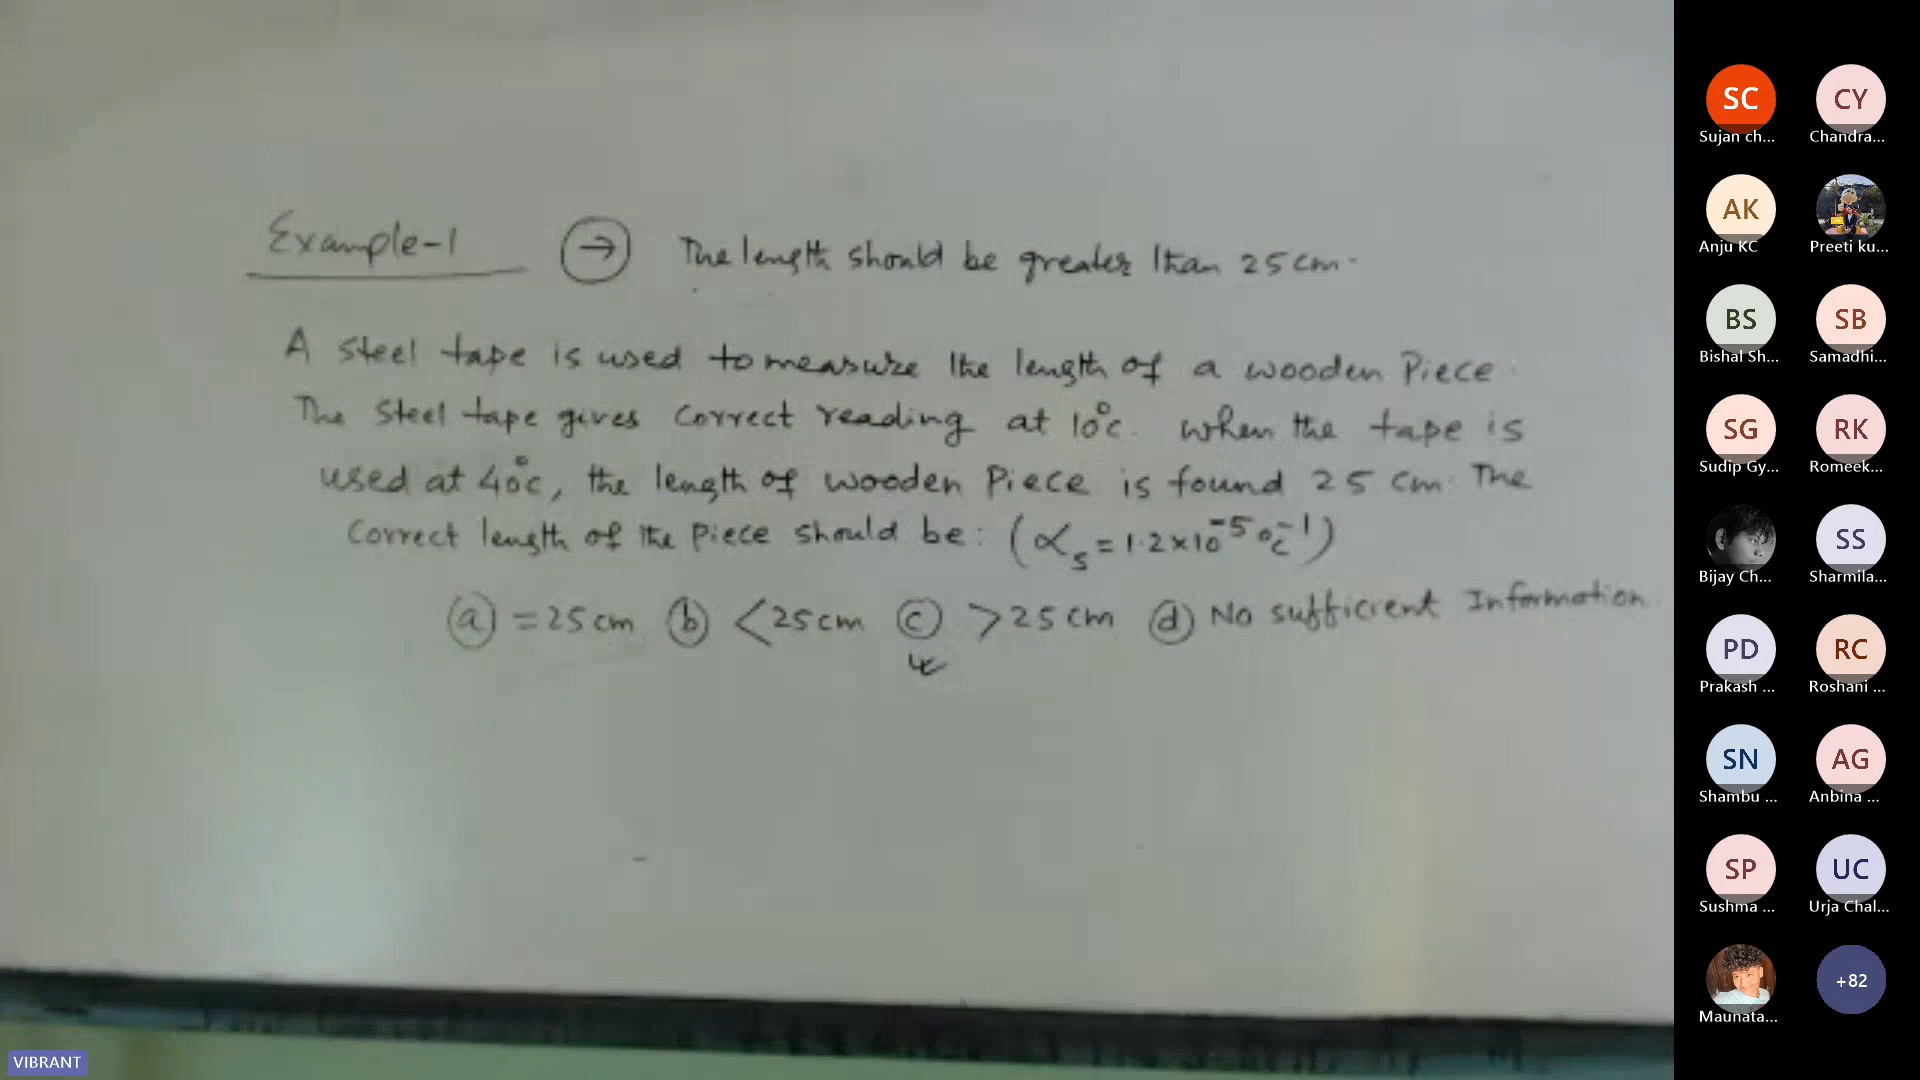 Example-1 → The length should be greater than 25 cm.
A steel tape is used to measure the length of a wooden Piece.
The steel tape gives correct reading at 10°c. when the tape is
used at 40°c, the length of wooden Piece is found 25 cm. The
correct length of the Piece should be: (αs = 1.2×10⁻⁵ °c⁻¹)
(a) = 25 cm (b) < 25 cm (c) > 25 cm (d) No sufficient Information.
SC CY
Sujan ch... Chandra...
AK
Anju KC Preeti ku...
BS SB
Bishal Sh... Samadhi...
SG RK
Sudip Gy... Romeek...
SS
Bijay Ch... Sharmila...
PD RC
Prakash ... Roshani ...
SN AG
Shambu ... Anbina ...
SP UC
Sushma ... Urja Chal...
+82
Maunata...
VIBRANT